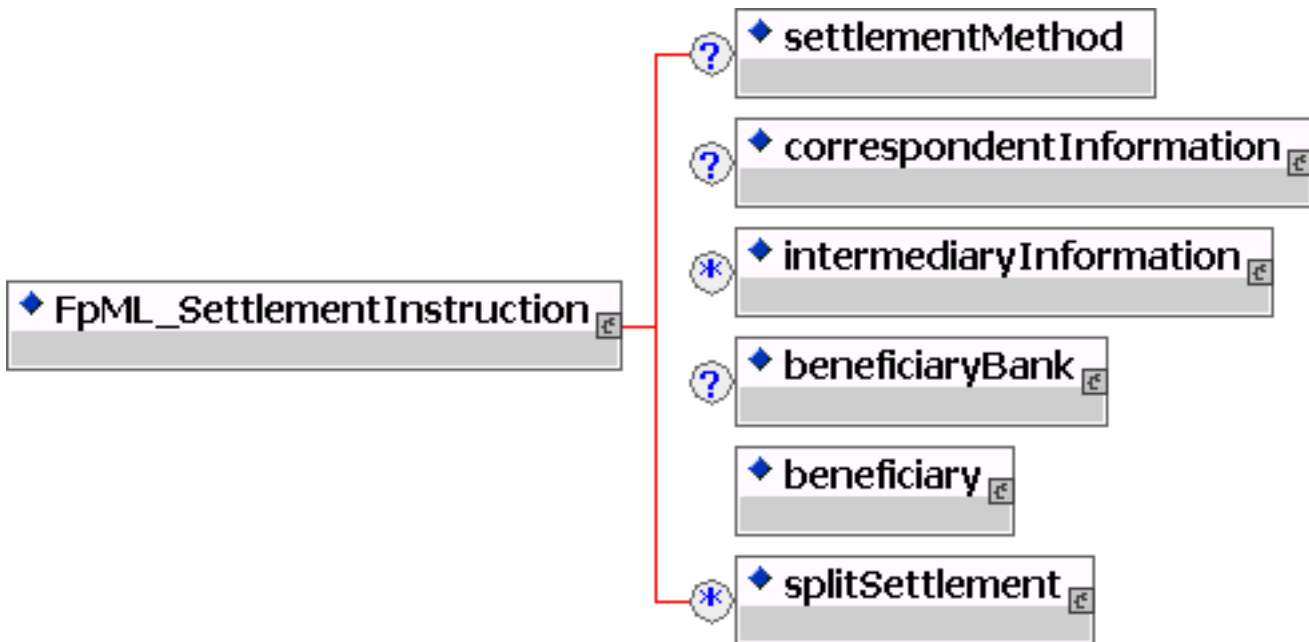 settlementMethod
?
correspondentInformation
?
intermediaryInformation
*
FpML_SettlementInstruction
beneficiaryBank
?
beneficiary
splitSettlement
*